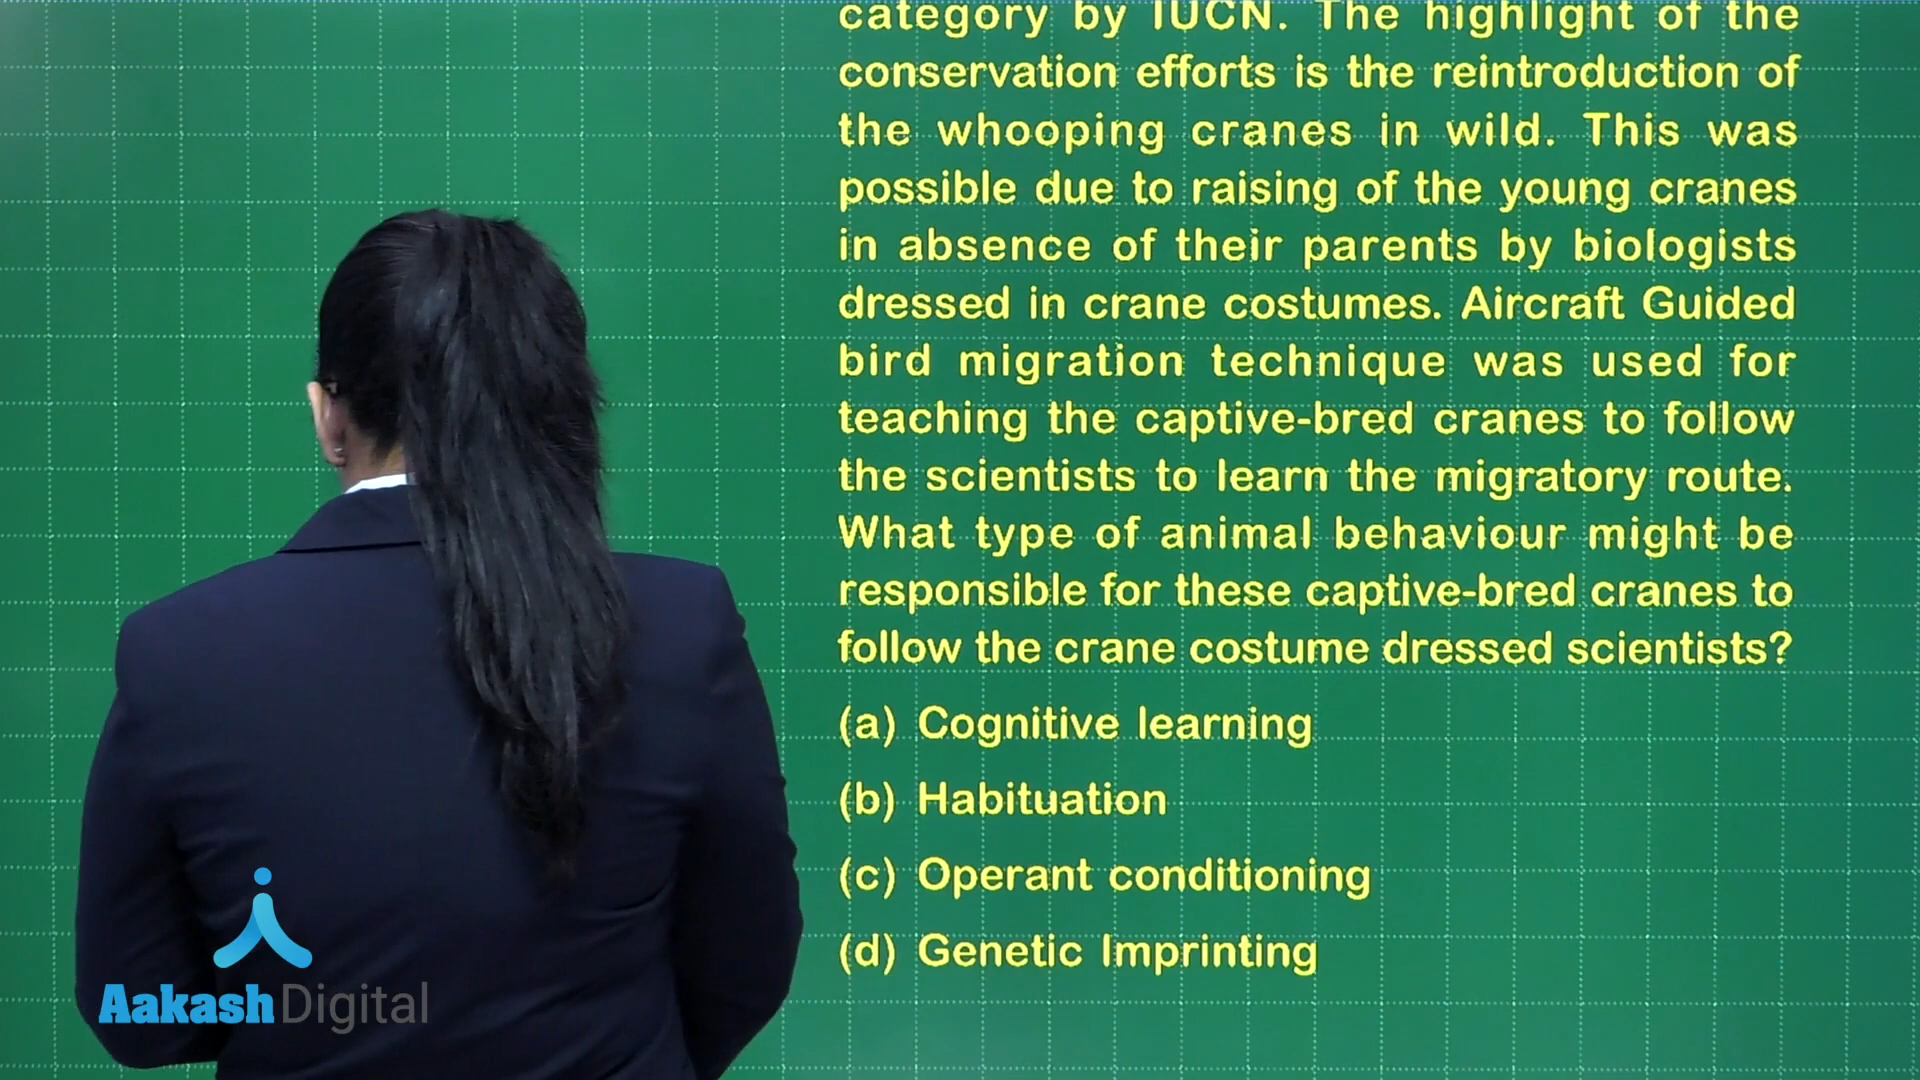 category by IUCN. The highlight of the
conservation efforts is the reintroduction of
the whooping cranes in wild. This was
possible due to raising of the young cranes
in absence of their parents by biologists
dressed in crane costumes. Aircraft Guided
bird migration technique was used for
teaching the captive-bred cranes to follow
the scientists to learn the migratory route.
What type of animal behaviour might be
responsible for these captive-bred cranes to
follow the crane costume dressed scientists?
(a) Cognitive learning
(b) Habituation
(c) Operant conditioning
(d) Genetic Imprinting
Aakash Digital